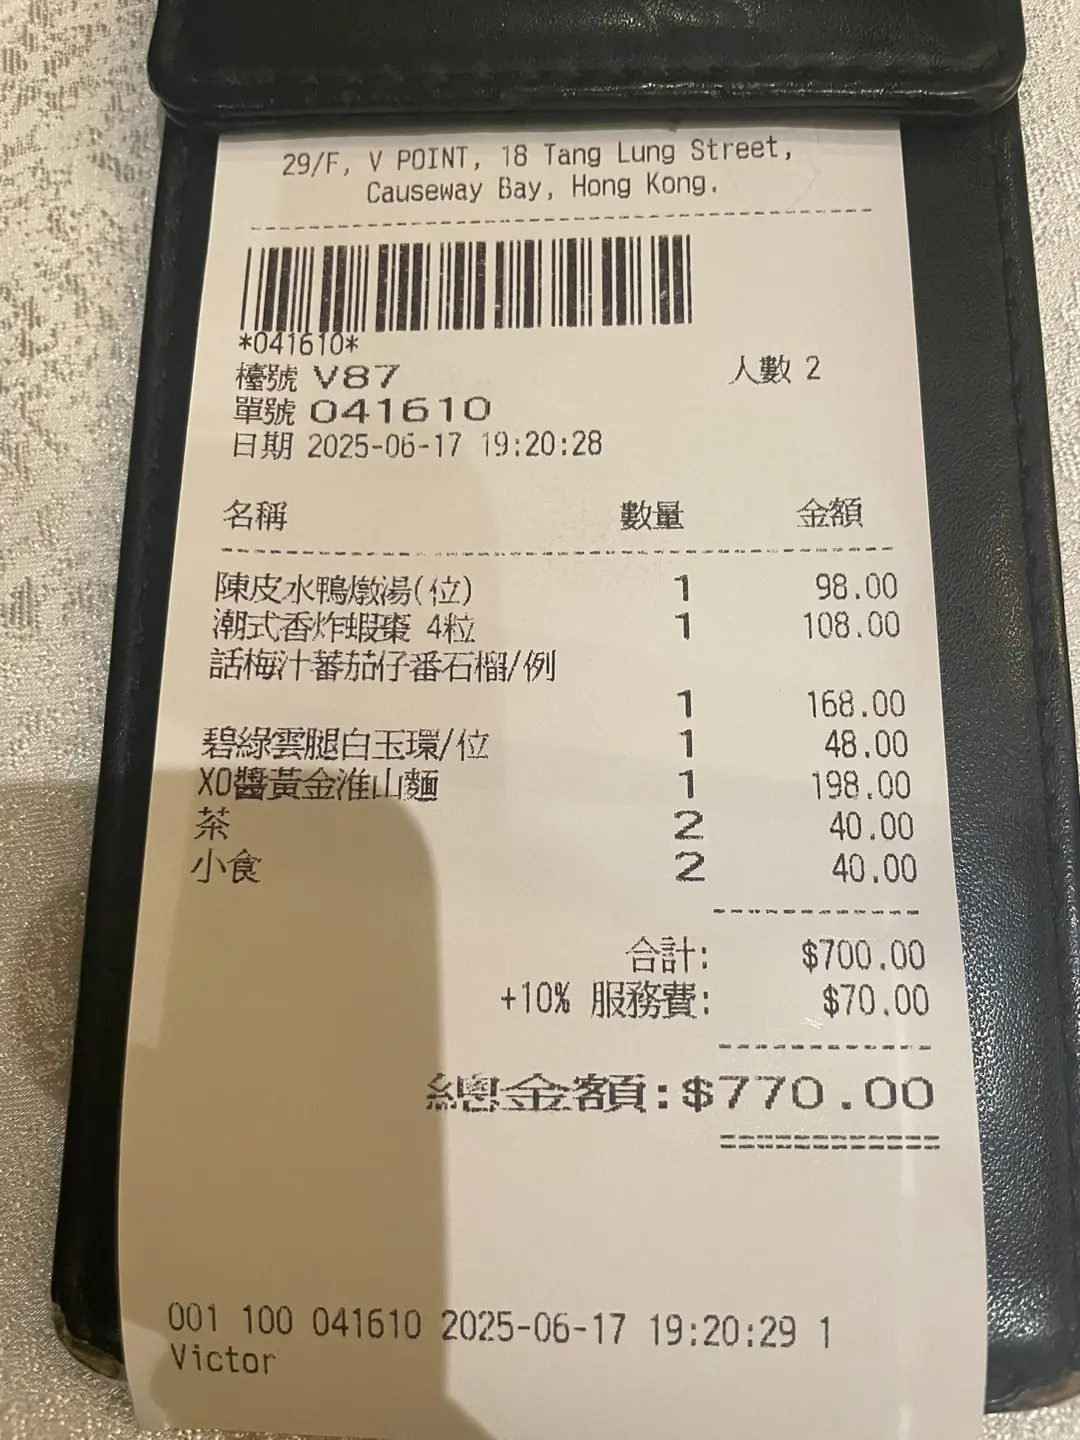 29/F, V POINT, 18 Tang Lung Street,
Causeway Bay, Hong Kong.
*041610*
檯號 V87 人數 2
單號 041610
日期 2025-06-17 19:20:28
名稱 數量 金額
陳皮水鴨燉湯(位) 1 98.00
潮式香炸蝦棗 4粒 1 108.00
話梅汁蕃茄仔番石榴/例
1 168.00
碧綠雲腿白玉環/位 1 48.00
XO醬黃金淮山麵 1 198.00
茶 2 40.00
小食 2 40.00
合計: $700.00
+10% 服務費: $70.00
總金額:$770.00
001 100 041610 2025-06-17 19:20:29 1
Victor